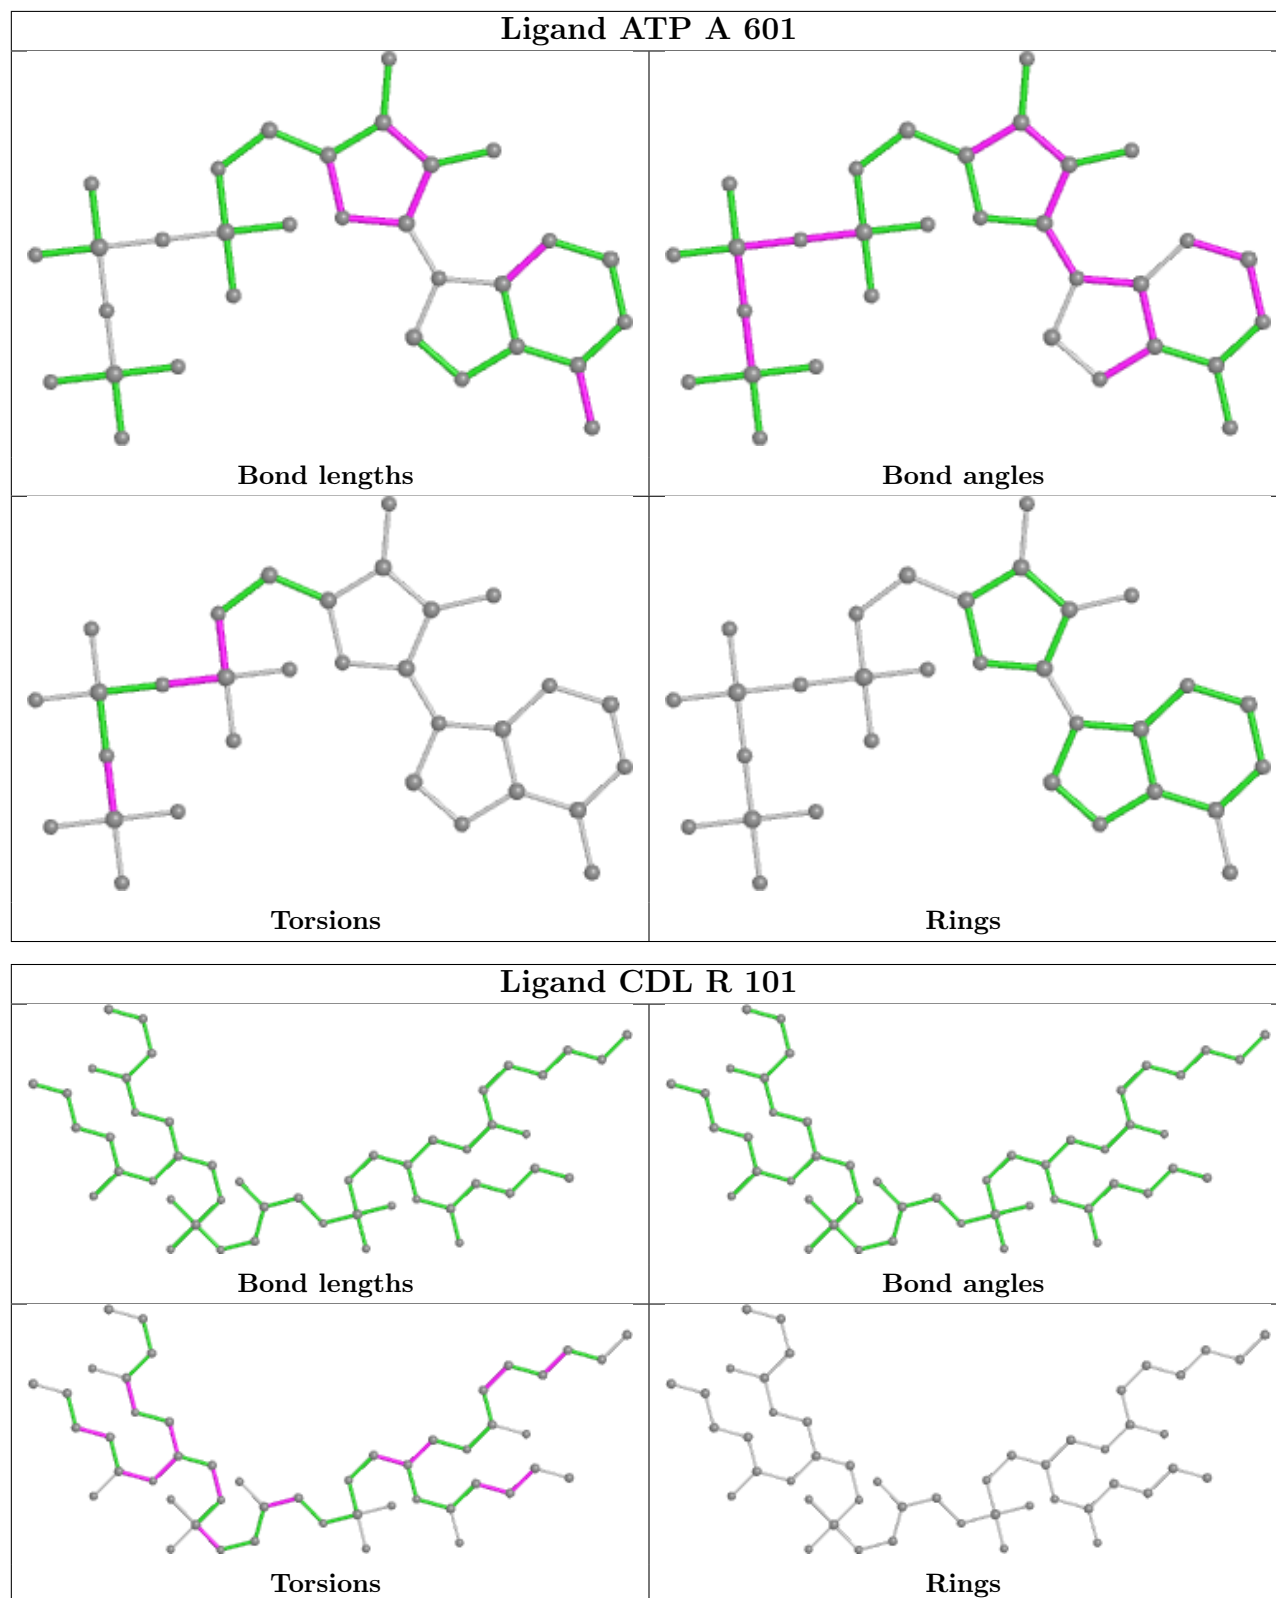 Ligand ATP A 601
Bond lengths
Bond angles
Torsions
Rings
Ligand CDL R 101
Bond lengths
Bond angles
Torsions
Rings